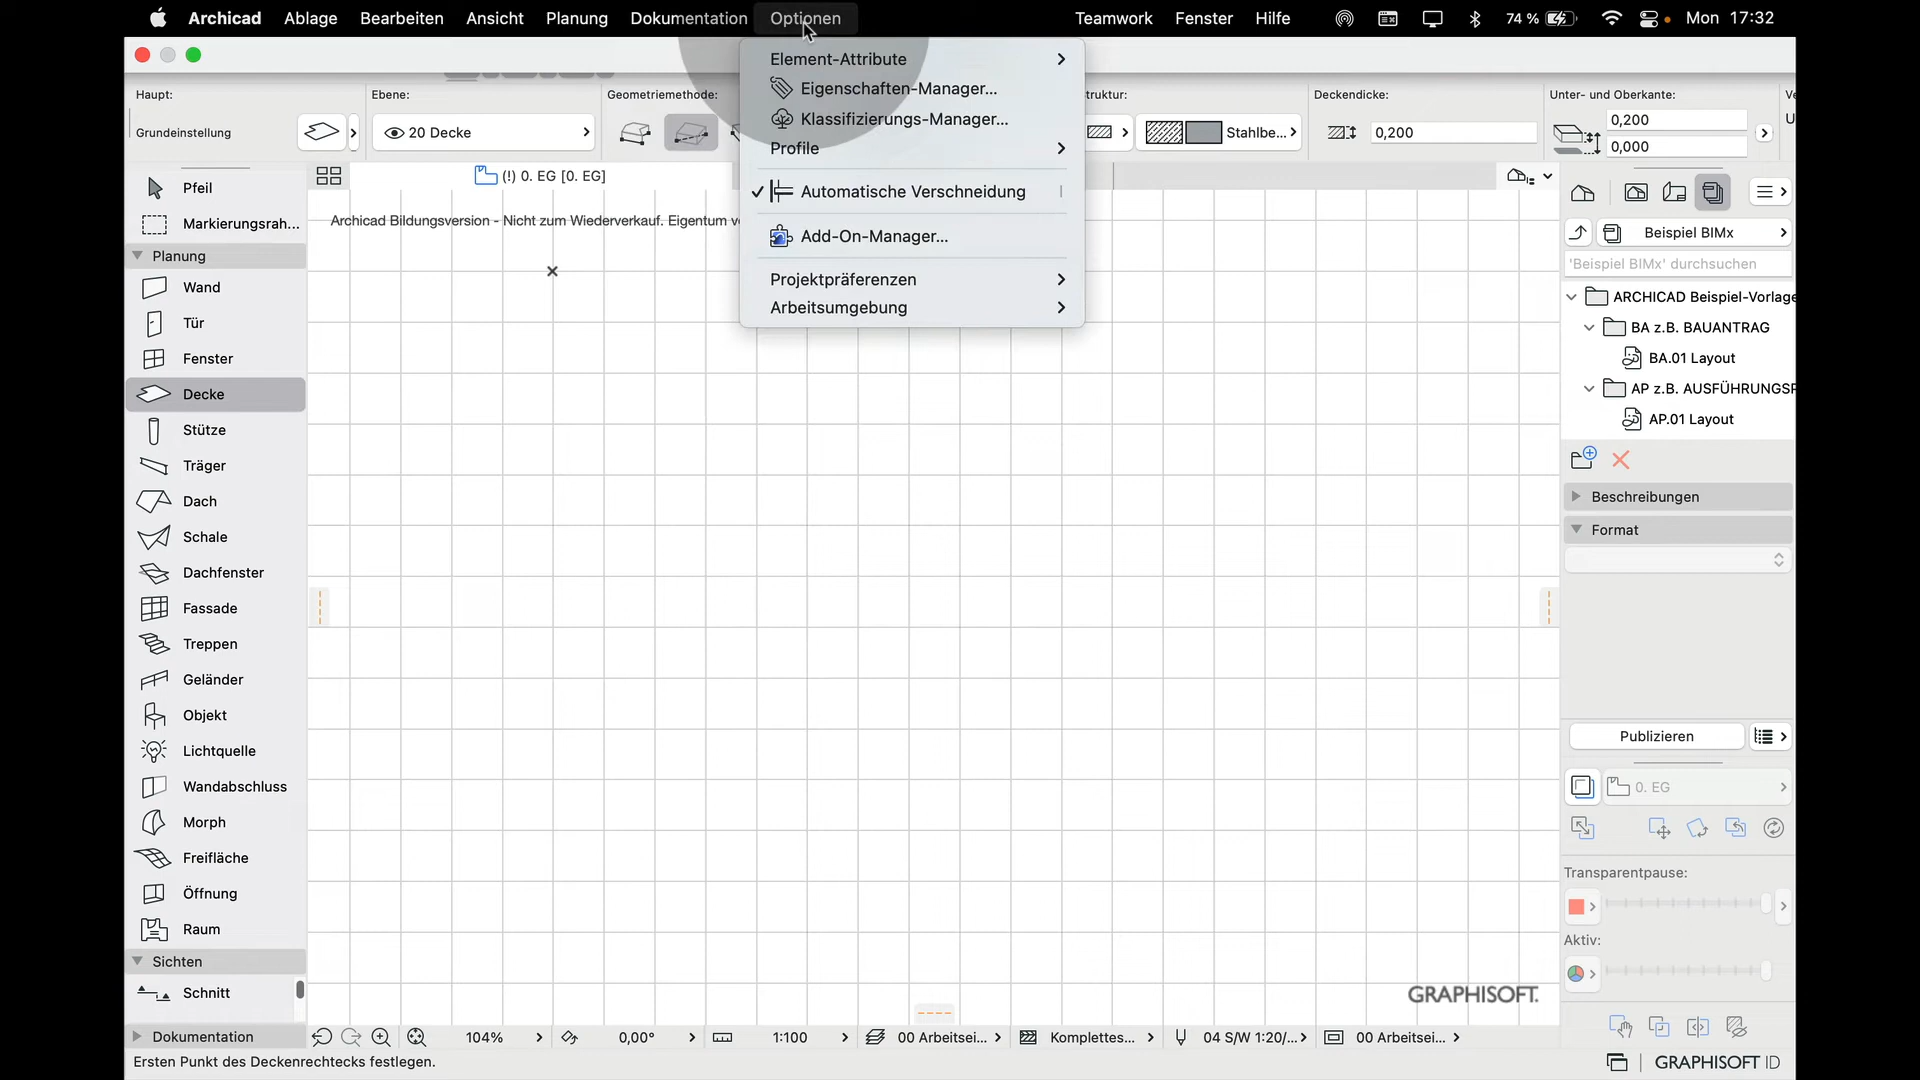 Archicad Ablage Bearbeiten Ansicht Planung Dokumentation Optionen Teamwork Fenster Hilfe 74 % Mon 17:32
Haupt: Ebene: Geometriemethode: truktur: Deckendicke: Unter- und Oberkante: Ve
Grundeinstellung 20 Decke Stahlbe... 0,200 0,200 U
0,000
Element-Attribute
Eigenschaften-Manager...
Klassifizierungs-Manager...
Profile
Automatische Verschneidung
Add-On-Manager...
Projektpräferenzen
Arbeitsumgebung
(!) 0. EG [0. EG]
Archicad Bildungsversion - Nicht zum Wiederverkauf. Eigentum v
Pfeil
Markierungsrah...
Planung
Wand
Tür
Fenster
Decke
Stütze
Träger
Dach
Schale
Dachfenster
Fassade
Treppen
Geländer
Objekt
Lichtquelle
Wandabschluss
Morph
Freifläche
Öffnung
Raum
Sichten
Schnitt
Dokumentation
Beispiel BIMx
'Beispiel BIMx' durchsuchen
ARCHICAD Beispiel-Vorlage
BA z.B. BAUANTRAG
BA.01 Layout
AP z.B. AUSFÜHRUNGSP
AP.01 Layout
Beschreibungen
Format
Publizieren
0. EG
Transparentpause:
Aktiv:
GRAPHISOFT.
104% 0,00° 1:100 00 Arbeitsei... Komplettes... 04 S/W 1:20/... 00 Arbeitsei...
Ersten Punkt des Deckenrechtecks festlegen.
GRAPHISOFT ID